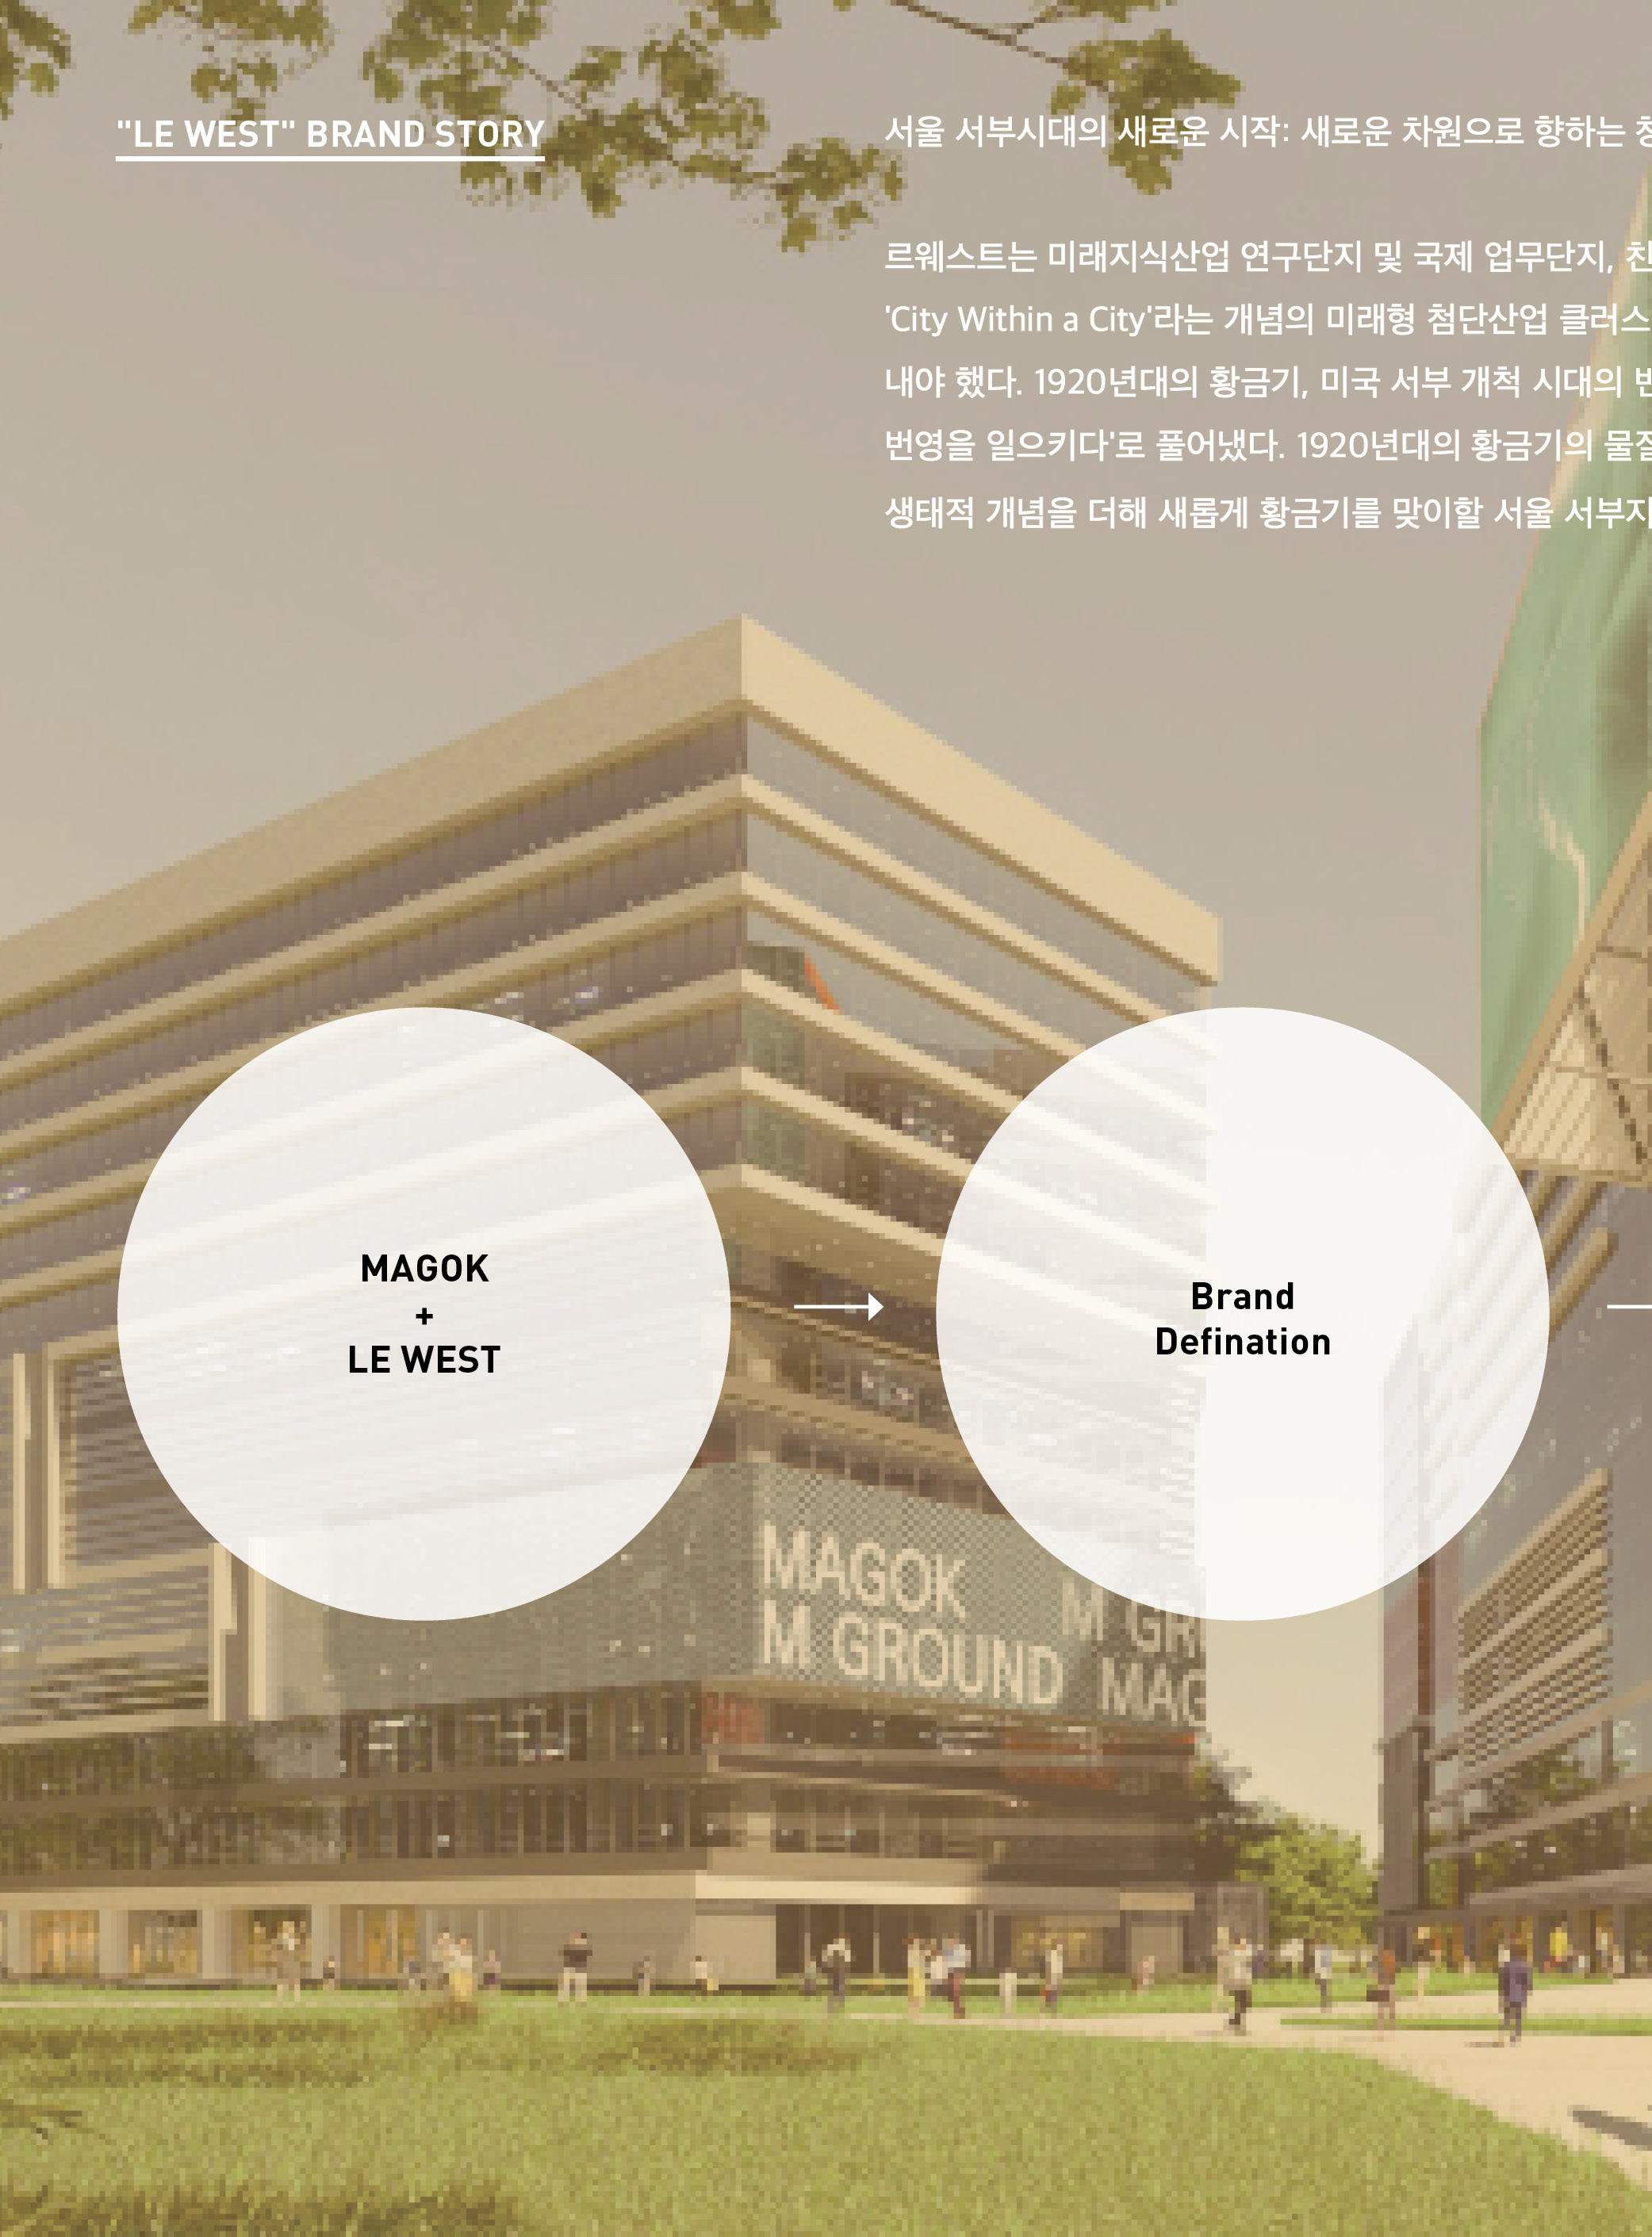 "LE WEST" BRAND STORY
서울 서부시대의 새로운 시작: 새로운 차원으로 향하는
르웨스트는 미래지식산업 연구단지 및 국제 업무단지,
'City Within a City'라는 개념의 미래형 첨단산업 클러스
내야 했다. 1920년대의 황금기, 미국 서부 개척 시대의
번영을 일으키다'로 풀어냈다. 1920년대의 황금기의
생태적 개념을 더해 새롭게 황금기를 맞이할 서울 서부지
MAGOK
+
LE WEST
Brand
Defination
MAGOK
M GROUND
M GR
MAG